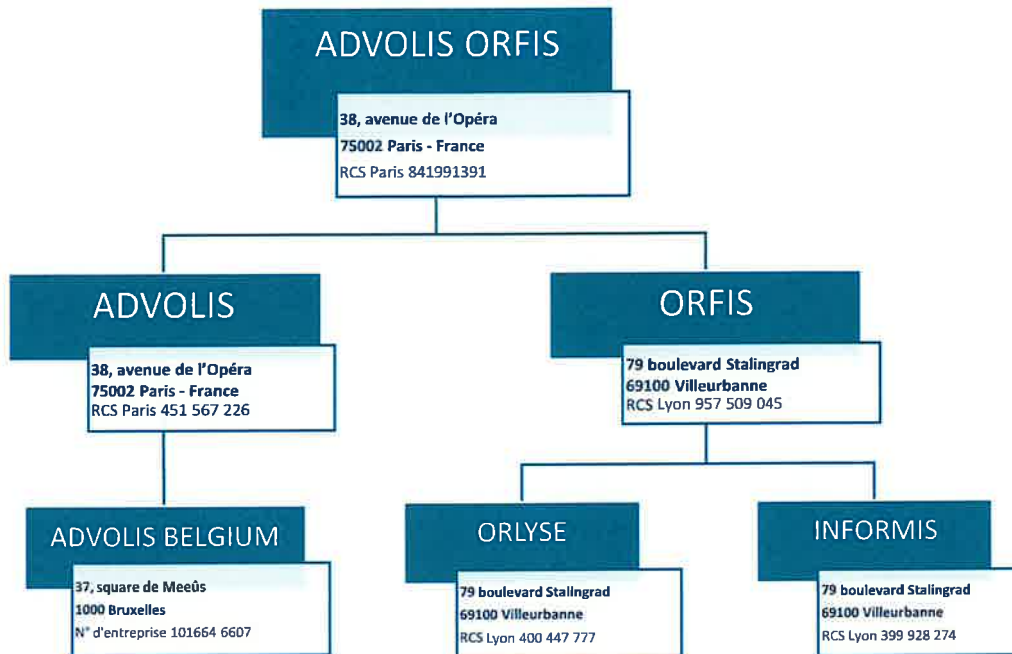 ADVOLIS ORFIS
38, avenue de l'Opéra
75002 Paris - France
RCS Paris 841991391
ADVOLIS
38, avenue de l'Opéra
75002 Paris - France
RCS Paris 451 567 226
ORFIS
79 boulevard Stalingrad
69100 Villeurbanne
RCS Lyon 957 509 045
ADVOLIS BELGIUM
37, square de Meeûs
1000 Bruxelles
N° d'entreprise 101664 6607
ORLYSE
79 boulevard Stalingrad
69100 Villeurbanne
RCS Lyon 400 447 777
INFORMIS
79 boulevard Stalingrad
69100 Villeurbanne
RCS Lyon 399 928 274